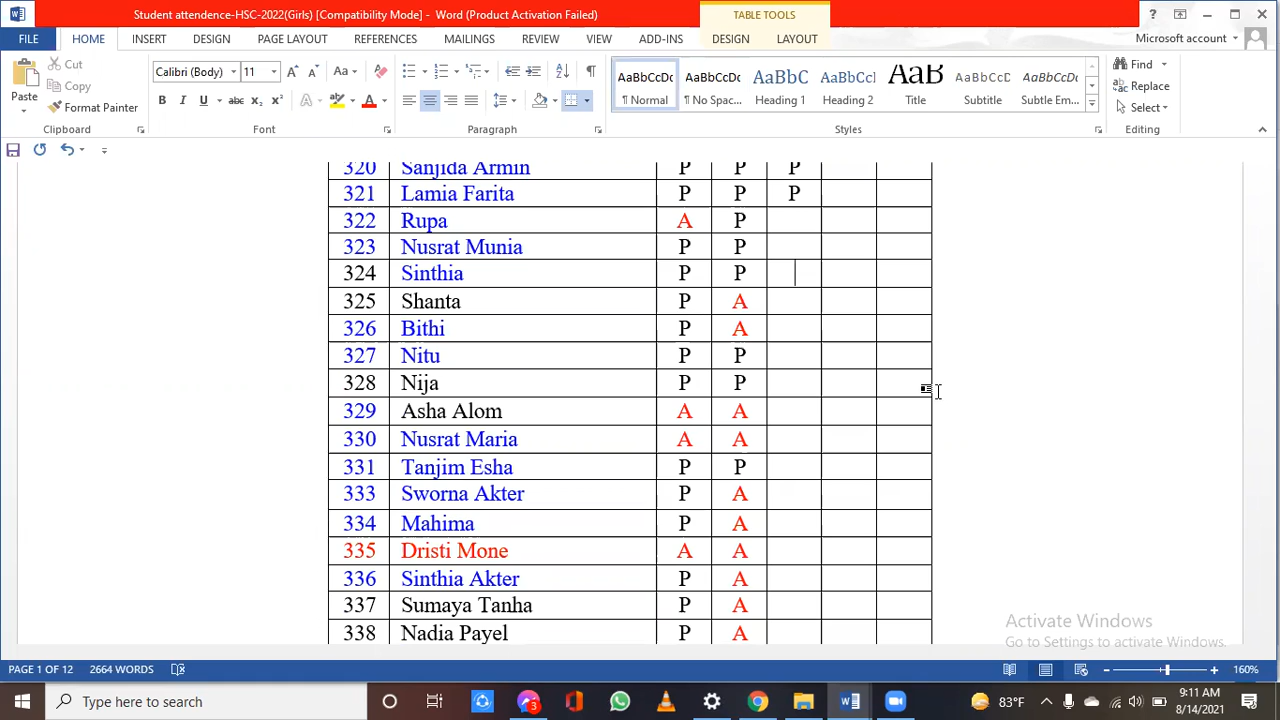 Student attendence-HSC-2022(Girls) [Compatibility Mode] - Word (Product Activation Failed)
TABLE TOOLS
FILE HOME INSERT DESIGN PAGE LAYOUT REFERENCES MAILINGS REVIEW VIEW ADD-INS DESIGN LAYOUT Microsoft account
Cut
Copy
Format Painter
Paste
Calibri (Body) 11
AaBbCcDc AaBbCcDc AaBbC AaBbCcD AaB AaBbCcDd AaBbCcDd
¶ Normal ¶ No Spac... Heading 1 Heading 2 Title Subtitle Subtle Em...
Find
Replace
Select
Clipboard Font Paragraph Styles Editing
320 Sanjida Armin P P P
321 Lamia Farita P P P
322 Rupa A P
323 Nusrat Munia P P
324 Sinthia P P
325 Shanta P A
326 Bithi P A
327 Nitu P P
328 Nija P P
329 Asha Alom A A
330 Nusrat Maria A A
331 Tanjim Esha P P
333 Sworna Akter P A
334 Mahima P A
335 Dristi Mone A A
336 Sinthia Akter P A
337 Sumaya Tanha P A
338 Nadia Payel P A
Activate Windows
Go to Settings to activate Windows.
PAGE 1 OF 12 2664 WORDS 160%
Type here to search
3
83°F
9:11 AM
8/14/2021